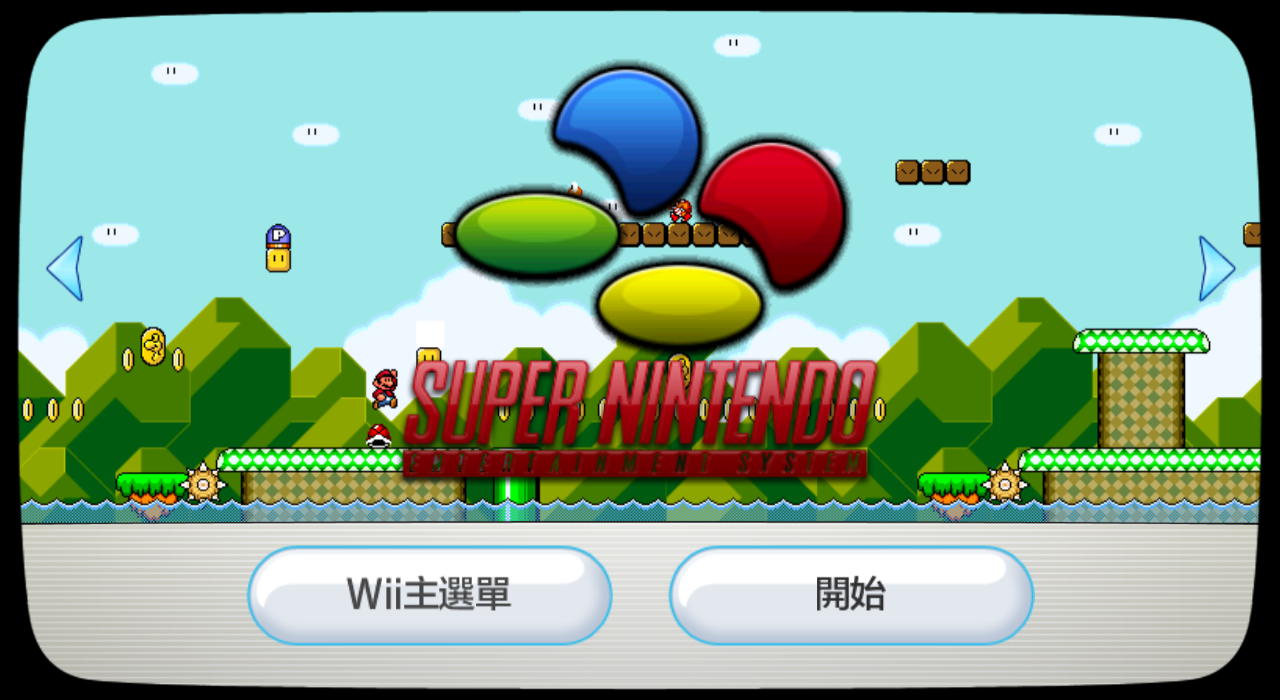 P
SUPER NINTENDO
ENTERTAINMENT SYSTEM
Wii主選單
開始